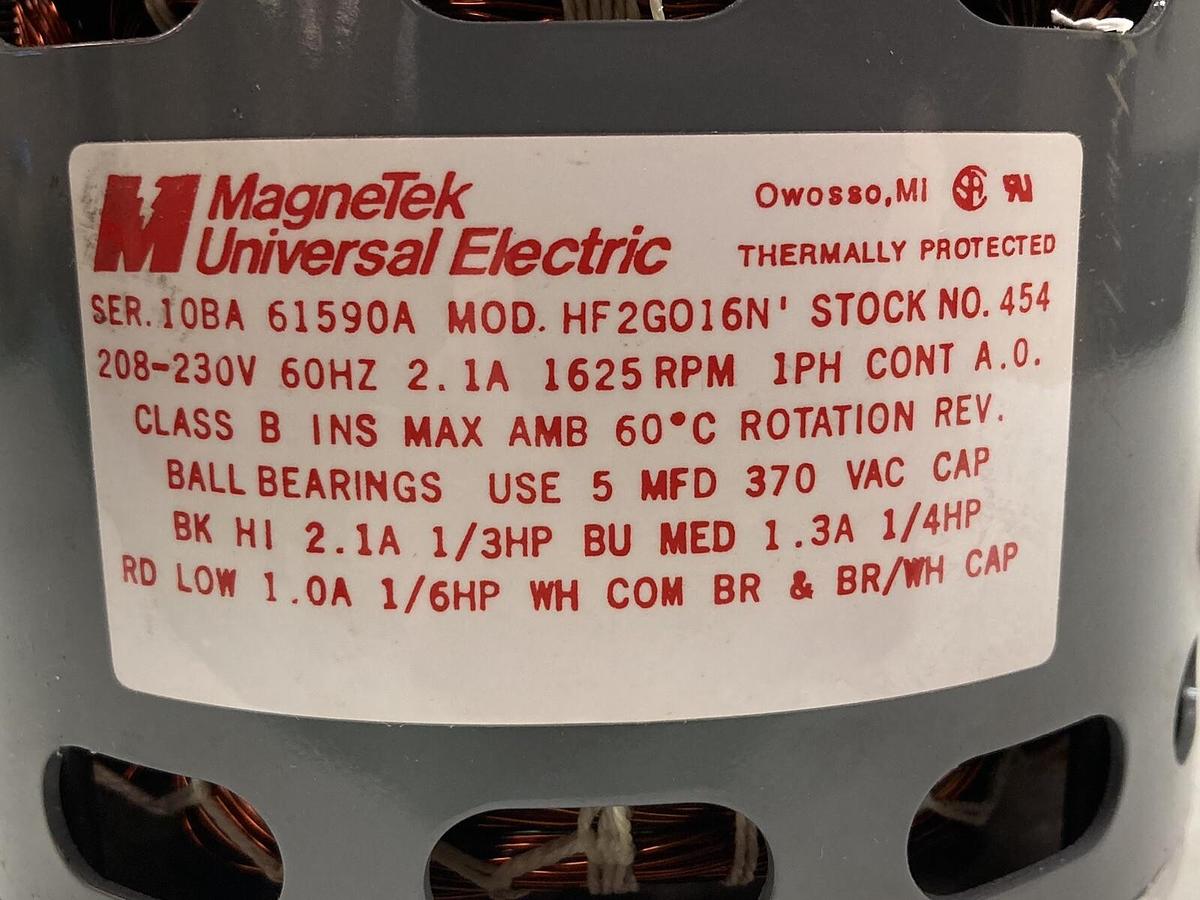 MagneTek
Universal Electric
Owosso,MI
THERMALLY PROTECTED
SER. 10BA 61590A MOD. HF2G016N' STOCK NO. 454
208-230V 60HZ 2.1A 1625 RPM 1PH CONT A.O.
CLASS B INS MAX AMB 60°C ROTATION REV.
BALL BEARINGS USE 5 MFD 370 VAC CAP
BK HI 2.1A 1/3HP BU MED 1.3A 1/4HP
RD LOW 1.0A 1/6HP WH COM BR & BR/WH CAP